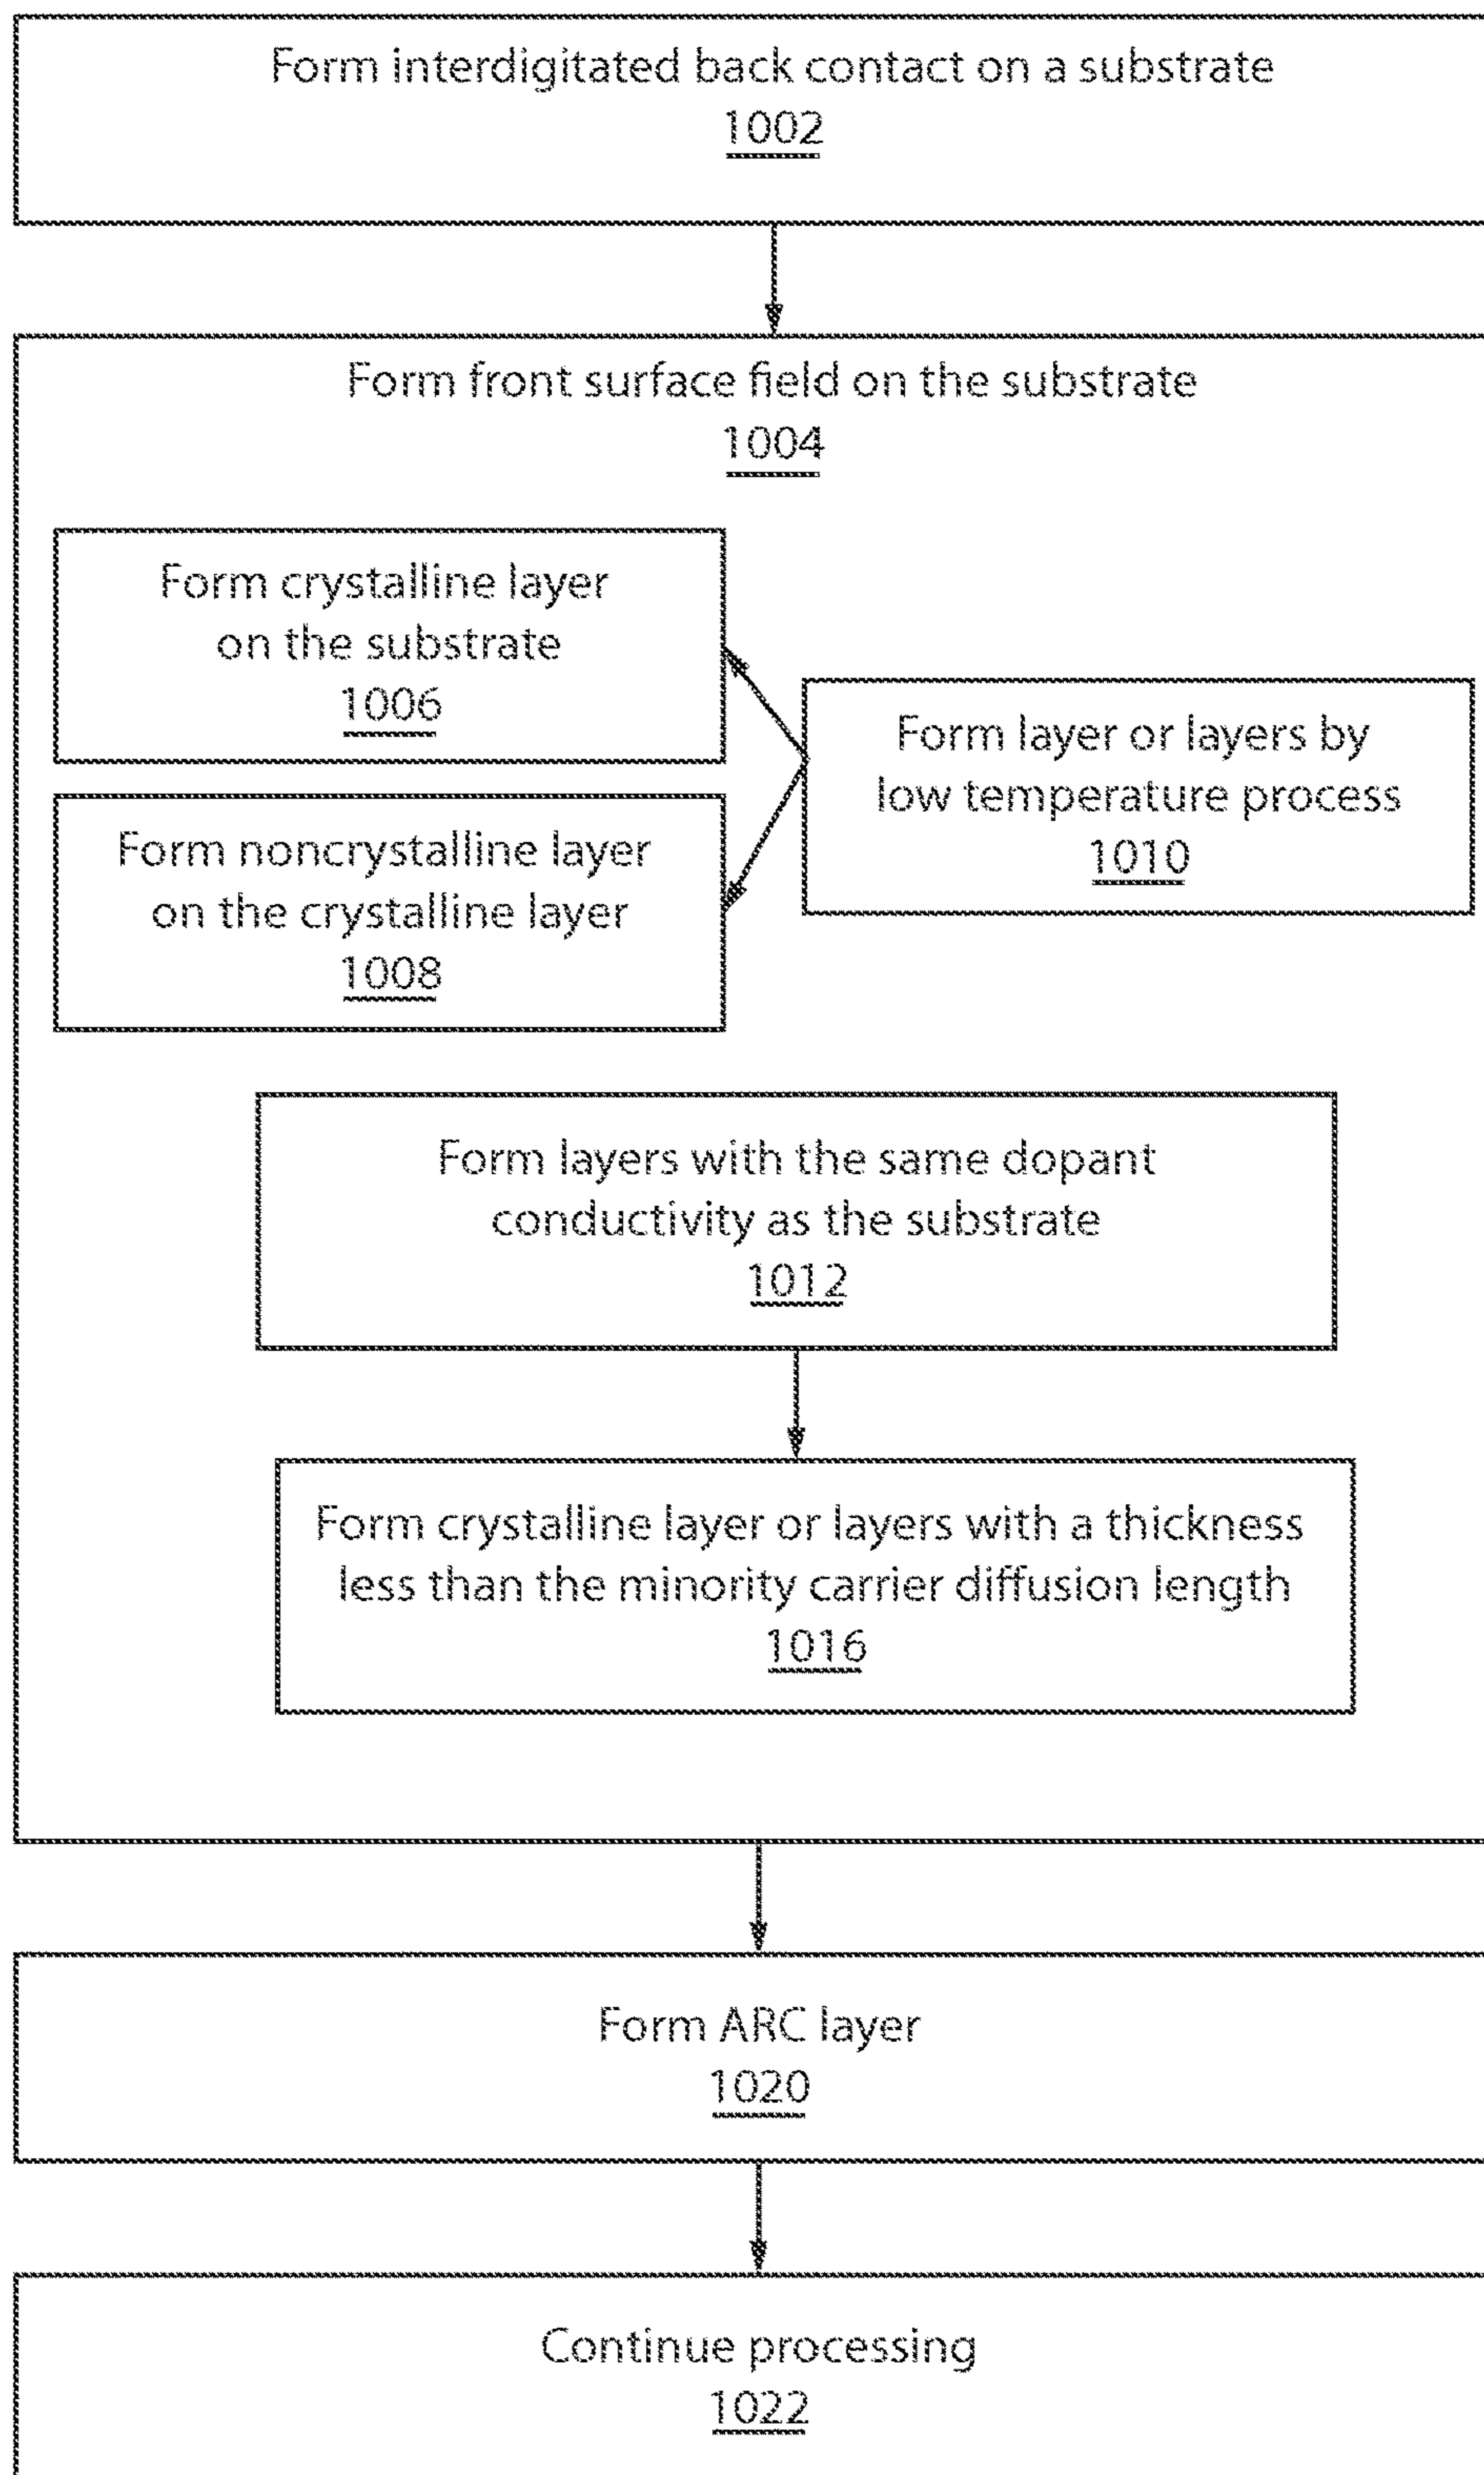 Form interdigitated back contact on a substrate
1002
Form front surface field on the substrate
1004
Form crystalline layer
on the substrate
1006
Form layer or layers by
low temperature process
1010
Form noncrystalline layer
on the crystalline layer
1008
Form layers with the same dopant
conductivity as the substrate
1012
Form crystalline layer or layers with a thickness
less than the minority carrier diffusion length
1016
Form ARC layer
1020
Continue processing
1022